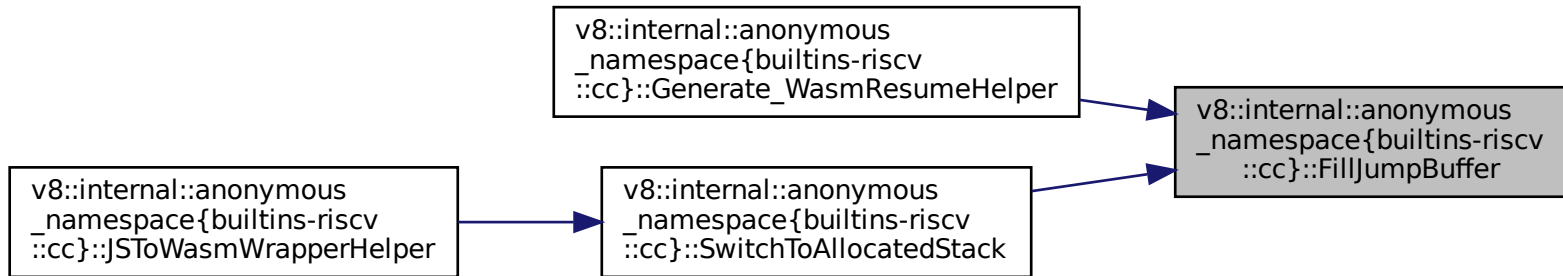 v8::internal::anonymous
_namespace{builtins-riscv
::cc}::Generate_WasmResumeHelper
v8::internal::anonymous
_namespace{builtins-riscv
::cc}::FillJumpBuffer
v8::internal::anonymous
_namespace{builtins-riscv
::cc}::JSToWasmWrapperHelper
v8::internal::anonymous
_namespace{builtins-riscv
::cc}::SwitchToAllocatedStack